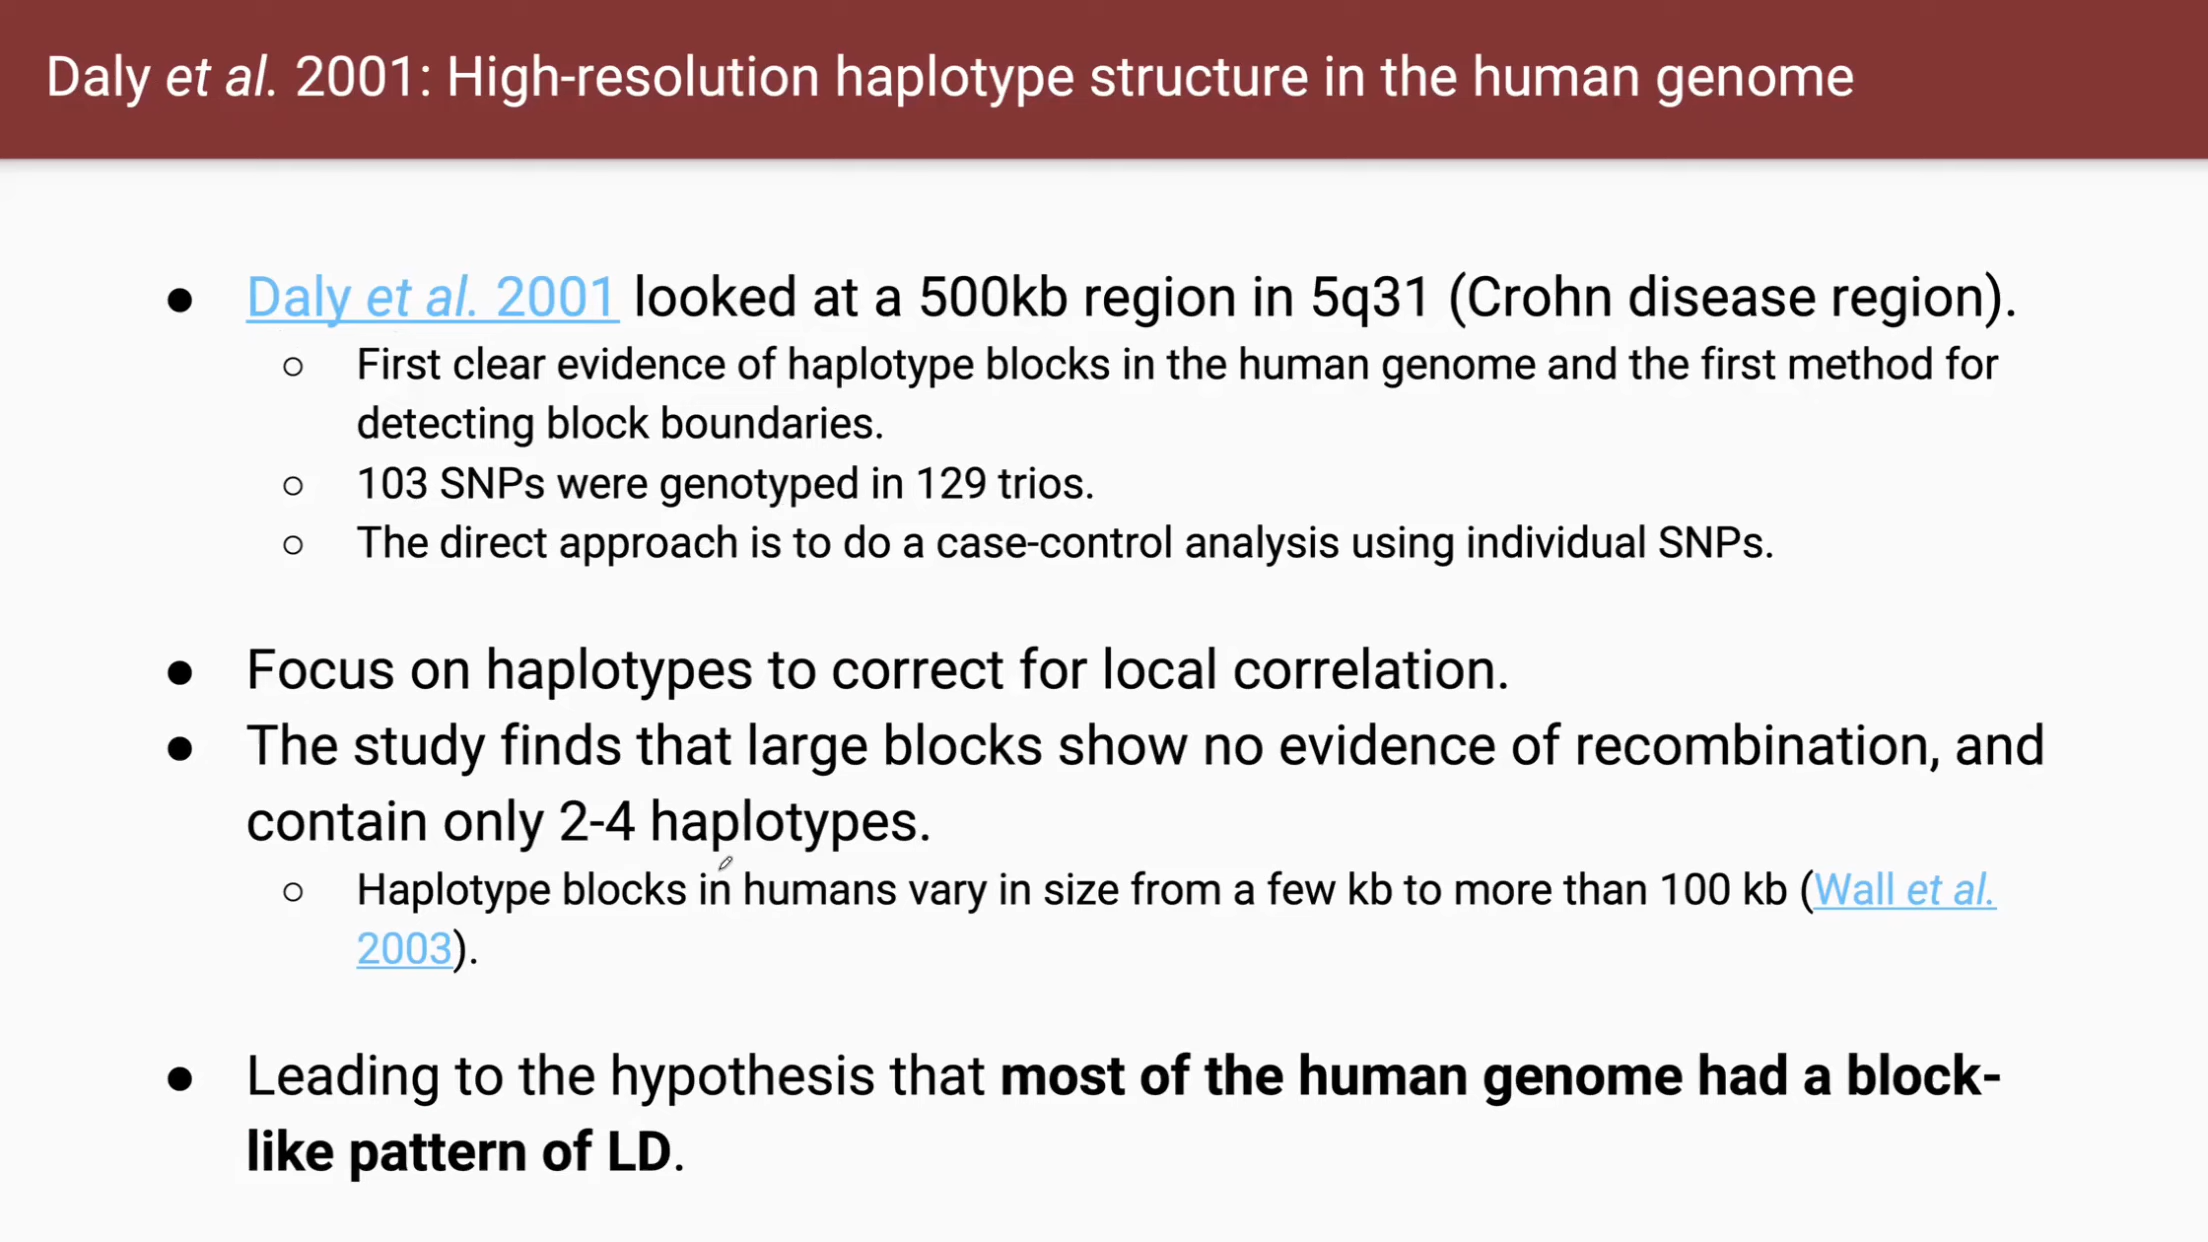 Daly et al. 2001: High-resolution haplotype structure in the human genome
● Daly et al. 2001 looked at a 500kb region in 5q31 (Crohn disease region).
○ First clear evidence of haplotype blocks in the human genome and the first method for
detecting block boundaries.
○ 103 SNPs were genotyped in 129 trios.
○ The direct approach is to do a case-control analysis using individual SNPs.
● Focus on haplotypes to correct for local correlation.
● The study finds that large blocks show no evidence of recombination, and
contain only 2-4 haplotypes.
○ Haplotype blocks in humans vary in size from a few kb to more than 100 kb (Wall et al.
2003).
● Leading to the hypothesis that most of the human genome had a block-
like pattern of LD.